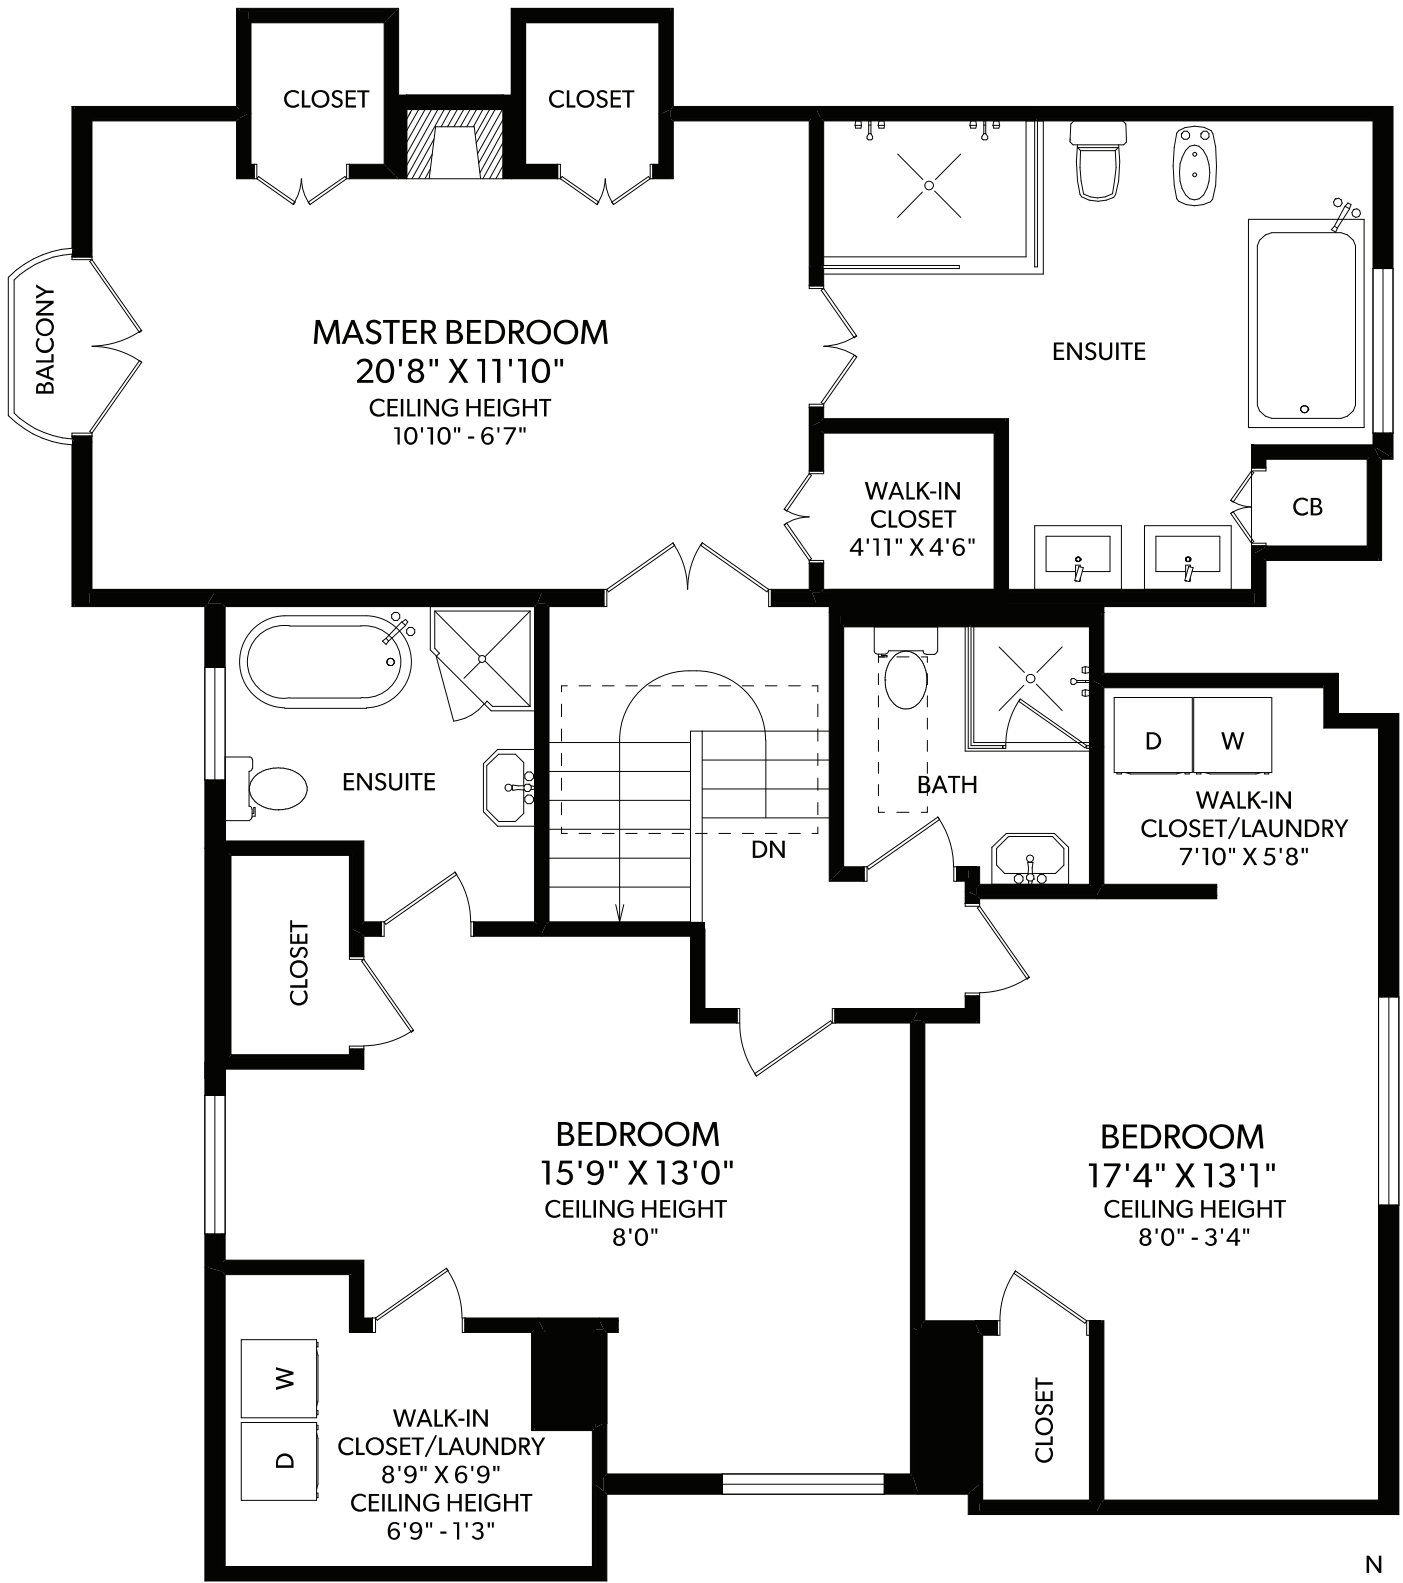 CLOSET
CLOSET
BALCONY
MASTER BEDROOM
20'8" X 11'10"
CEILING HEIGHT
10'10" - 6'7"
ENSUITE
WALK-IN
CLOSET
4'11" X 4'6"
CB
ENSUITE
DN
BATH
D
W
WALK-IN
CLOSET/LAUNDRY
7'10" X 5'8"
CLOSET
BEDROOM
15'9" X 13'0"
CEILING HEIGHT
8'0"
BEDROOM
17'4" X 13'1"
CEILING HEIGHT
8'0" - 3'4"
W
D
WALK-IN
CLOSET/LAUNDRY
8'9" X 6'9"
CEILING HEIGHT
6'9" - 1'3"
CLOSET
N